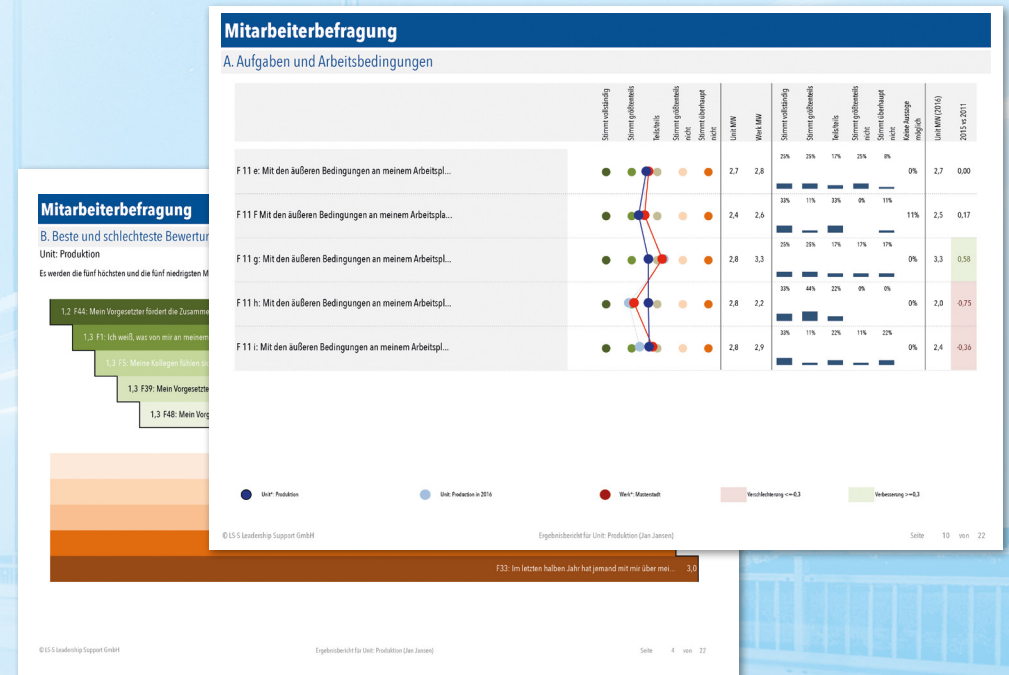 Mitarbeiterbefragung
A. Aufgaben und Arbeitsbedingungen
Stimmt vollständig
Stimmt größtenteils
Teils/teils
Stimmt größtenteils nicht
Stimmt überhaupt nicht
Unit MW
Werk MW
Stimmt vollständig
Stimmt größtenteils
Teils/teils
Stimmt größtenteils nicht
Stimmt überhaupt nicht
Keine Aussage möglich
Unit MW (2016)
2015 vs 2011
25% 25% 17% 25% 8%
F 11 e: Mit den äußeren Bedingungen an meinem Arbeitspl... 2,7 2,8 0% 2,7 0,00
33% 11% 33% 0% 11%
F 11 F Mit den äußeren Bedingungen an meinem Arbeitspla... 2,4 2,6 11% 2,5 0,17
25% 25% 17% 17% 17%
F 11 g: Mit den äußeren Bedingungen an meinem Arbeitspl... 2,8 3,3 0% 3,3 0,58
33% 44% 22% 0% 0%
F 11 h: Mit den äußeren Bedingungen an meinem Arbeitspl... 2,8 2,2 0% 2,0 -0,75
33% 11% 22% 11% 22%
F 11 i: Mit den äußeren Bedingungen an meinem Arbeitspl... 2,8 2,9 0% 2,4 -0,36
Unit*: Produktion Unit: Production in 2016 Werk*: Musterstadt Verschlechterung <=-0,3 Verbesserung >=0,3
© LS-S Leadership Support GmbH Ergebnisbericht für Unit: Produktion (Jan Jansen) Seite 10 von 22
Mitarbeiterbefragung
B. Beste und schlechteste Bewertun
Unit: Produktion
Es werden die fünf höchsten und die fünf niedrigsten M
1,2 F44: Mein Vorgesetzter fördert die Zusamme
1,3 F1: Ich weiß, was von mir an meinem
1,3 F5: Meine Kollegen fühlen sic
1,3 F39: Mein Vorgesetzte
1,3 F48: Mein Vorg
F33: Im letzten halben Jahr hat jemand mit mir über mei... 3,0
© LS-S Leadership Support GmbH Ergebnisbericht für Unit: Produktion (Jan Jansen) Seite 4 von 22